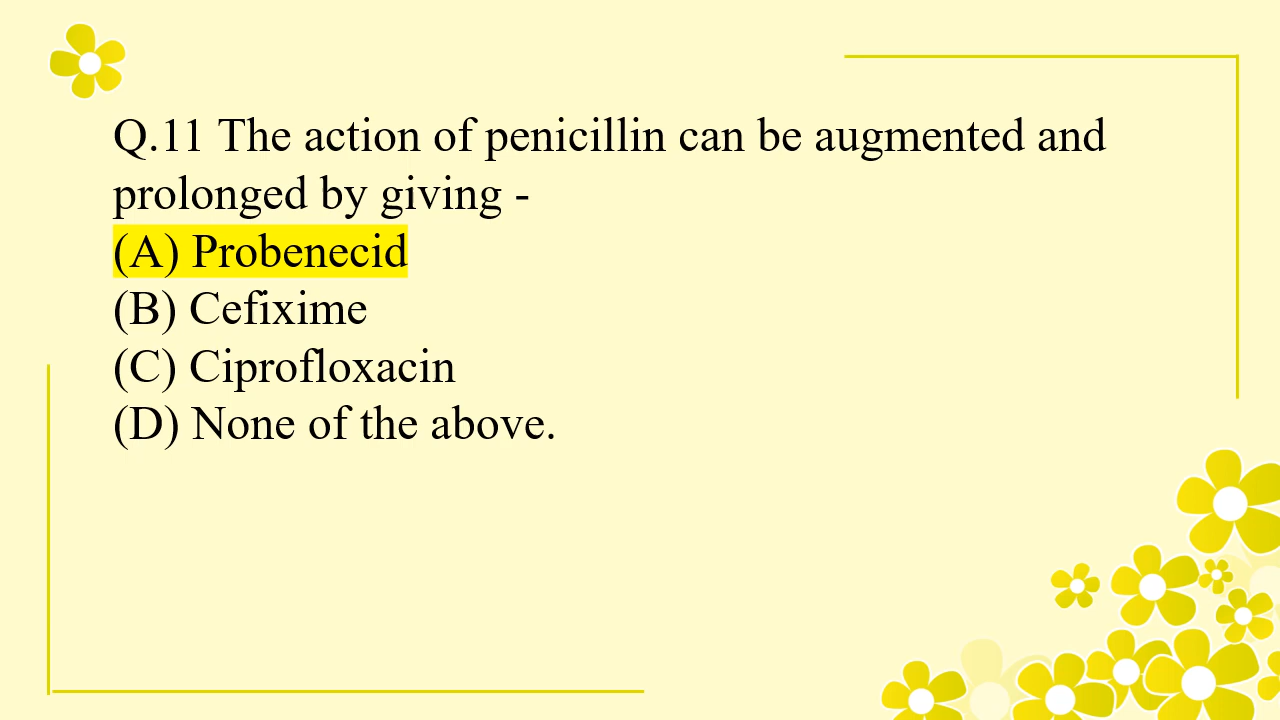 Q.11 The action of penicillin can be augmented and
prolonged by giving -
(A) Probenecid
(B) Cefixime
(C) Ciprofloxacin
(D) None of the above.